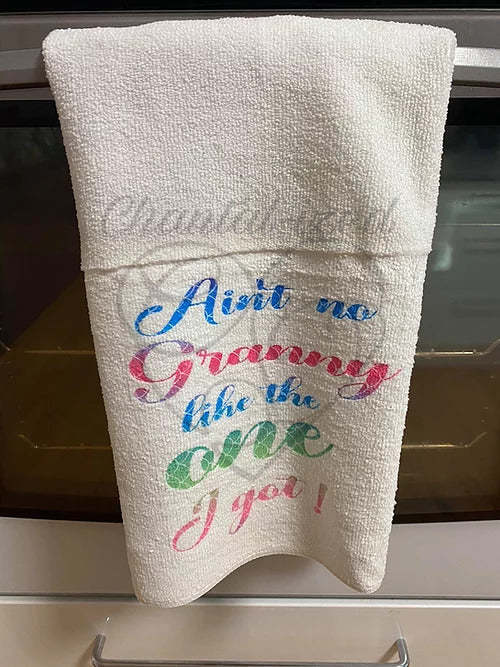 Ain't no
Granny
like the
one
I got!